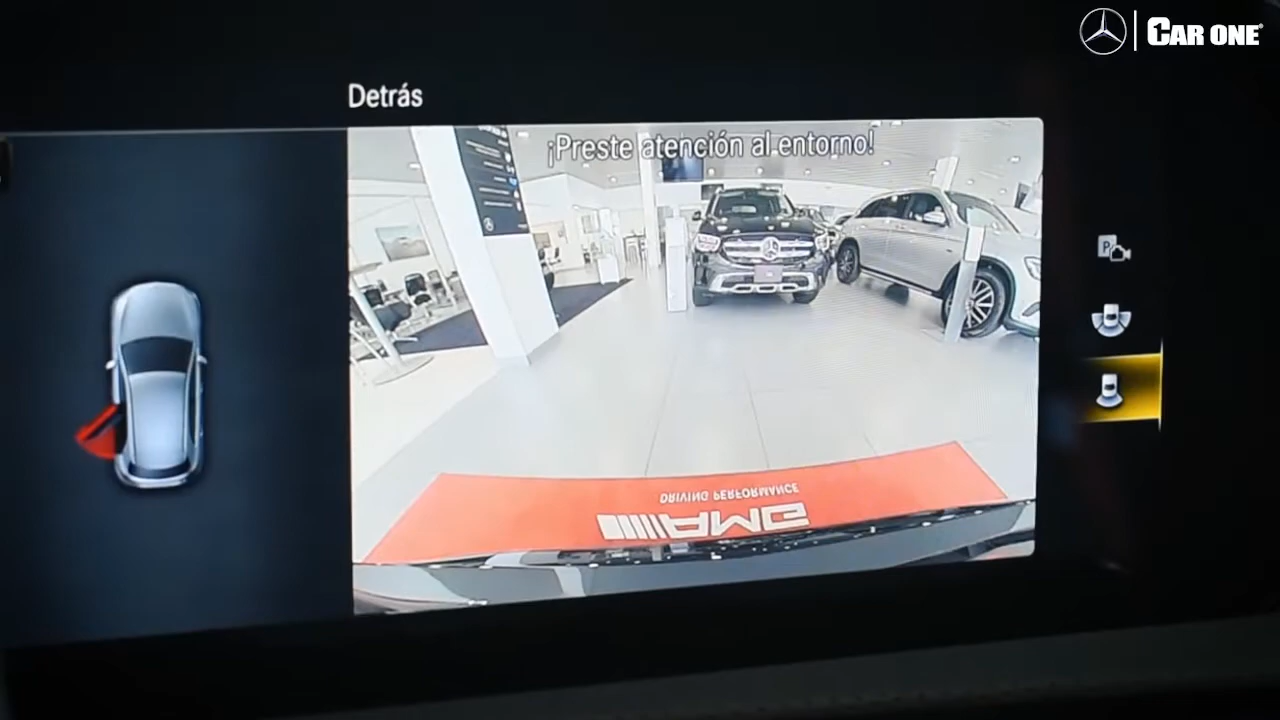 CAR ONE
Detrás
¡Preste atención al entorno!
P
DRIVING PERFORMANCE
AMG